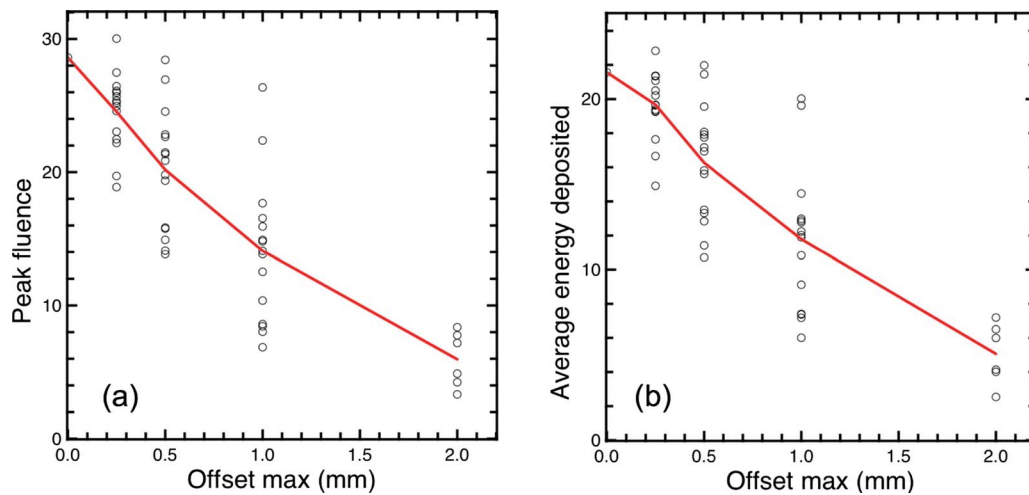 30
20
10
0
Peak fluence
(a)
0.0 0.5 1.0 1.5 2.0
Offset max (mm)
20
10
0
Average energy deposited
(b)
0.0 0.5 1.0 1.5 2.0
Offset max (mm)